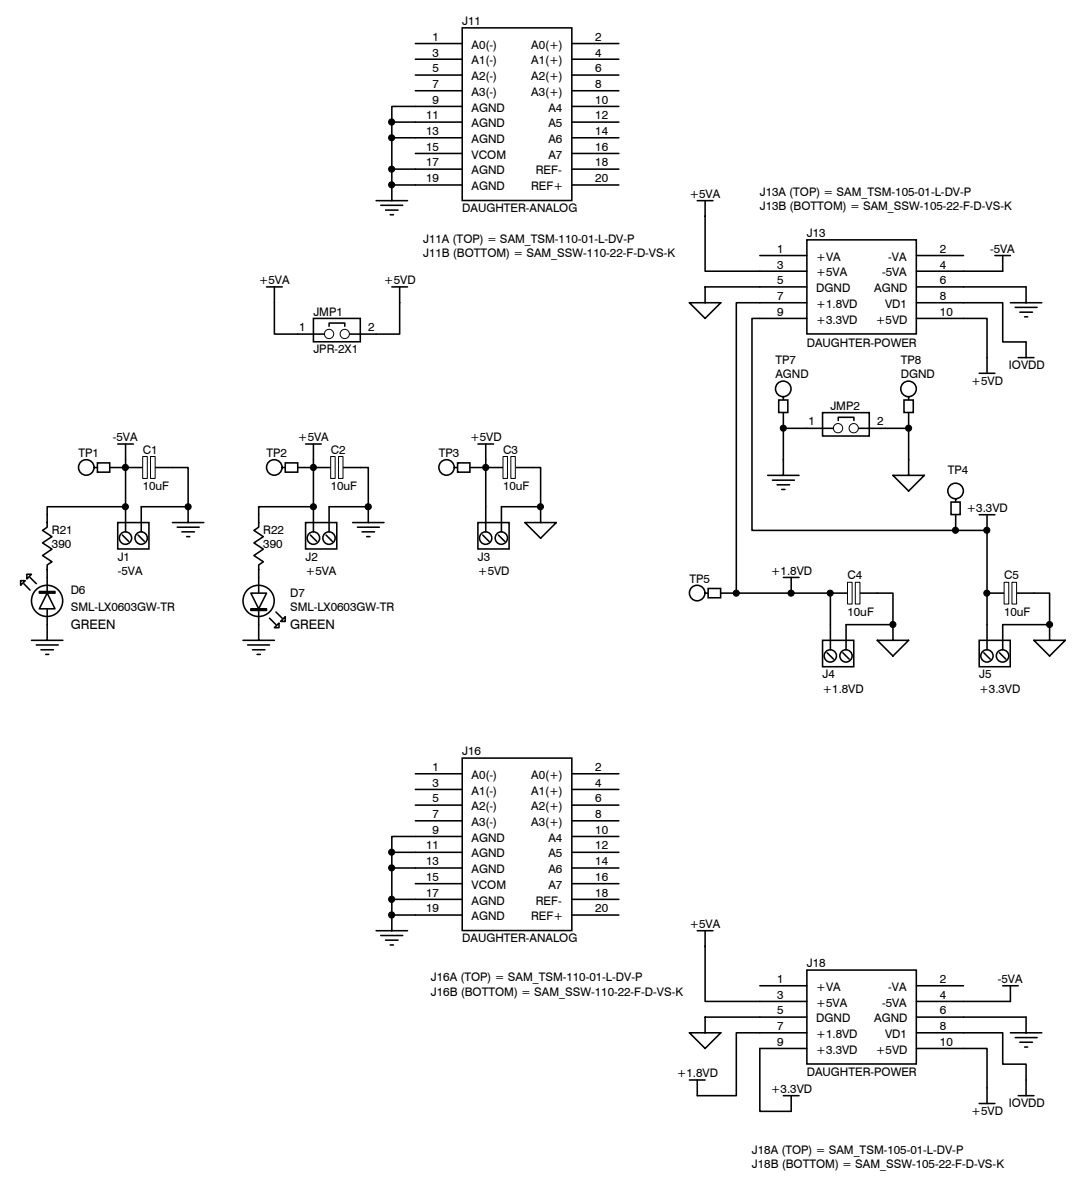 J11
1 A0(-) A0(+) 2
3 A1(-) A1(+) 4
5 A2(-) A2(+) 6
7 A3(-) A3(+) 8
9 AGND A4 10
11 AGND A5 12
13 AGND A6 14
15 VCOM A7 16
17 AGND REF- 18
19 AGND REF+ 20
DAUGHTER-ANALOG
J11A (TOP) = SAM_TSM-110-01-L-DV-P
J11B (BOTTOM) = SAM_SSW-110-22-F-D-VS-K
+5VA
J13A (TOP) = SAM_TSM-105-01-L-DV-P
J13B (BOTTOM) = SAM_SSW-105-22-F-D-VS-K
J13
1 +VA -VA 2
-5VA
3 +5VA -5VA 4
5 DGND AGND 6
7 +1.8VD VD1 8
9 +3.3VD +5VD 10
DAUGHTER-POWER
IOVDD
+5VD
+5VA
+5VD
JMP1
1 2
JPR-2X1
TP7
AGND
TP8
DGND
JMP2
1 2
-5VA
TP1
C1
10uF
R21
390
J1
-5VA
D6
SML-LX0603GW-TR
GREEN
+5VA
TP2
C2
10uF
R22
390
J2
+5VA
D7
SML-LX0603GW-TR
GREEN
+5VD
TP3
C3
10uF
J3
+5VD
TP4
+3.3VD
TP5
+1.8VD
C4
10uF
J4
+1.8VD
C5
10uF
J5
+3.3VD
J16
1 A0(-) A0(+) 2
3 A1(-) A1(+) 4
5 A2(-) A2(+) 6
7 A3(-) A3(+) 8
9 AGND A4 10
11 AGND A5 12
13 AGND A6 14
15 VCOM A7 16
17 AGND REF- 18
19 AGND REF+ 20
DAUGHTER-ANALOG
J16A (TOP) = SAM_TSM-110-01-L-DV-P
J16B (BOTTOM) = SAM_SSW-110-22-F-D-VS-K
+5VA
J18
1 +VA -VA 2
-5VA
3 +5VA -5VA 4
5 DGND AGND 6
7 +1.8VD VD1 8
9 +3.3VD +5VD 10
DAUGHTER-POWER
+1.8VD
+3.3VD
+5VD
IOVDD
J18A (TOP) = SAM_TSM-105-01-L-DV-P
J18B (BOTTOM) = SAM_SSW-105-22-F-D-VS-K